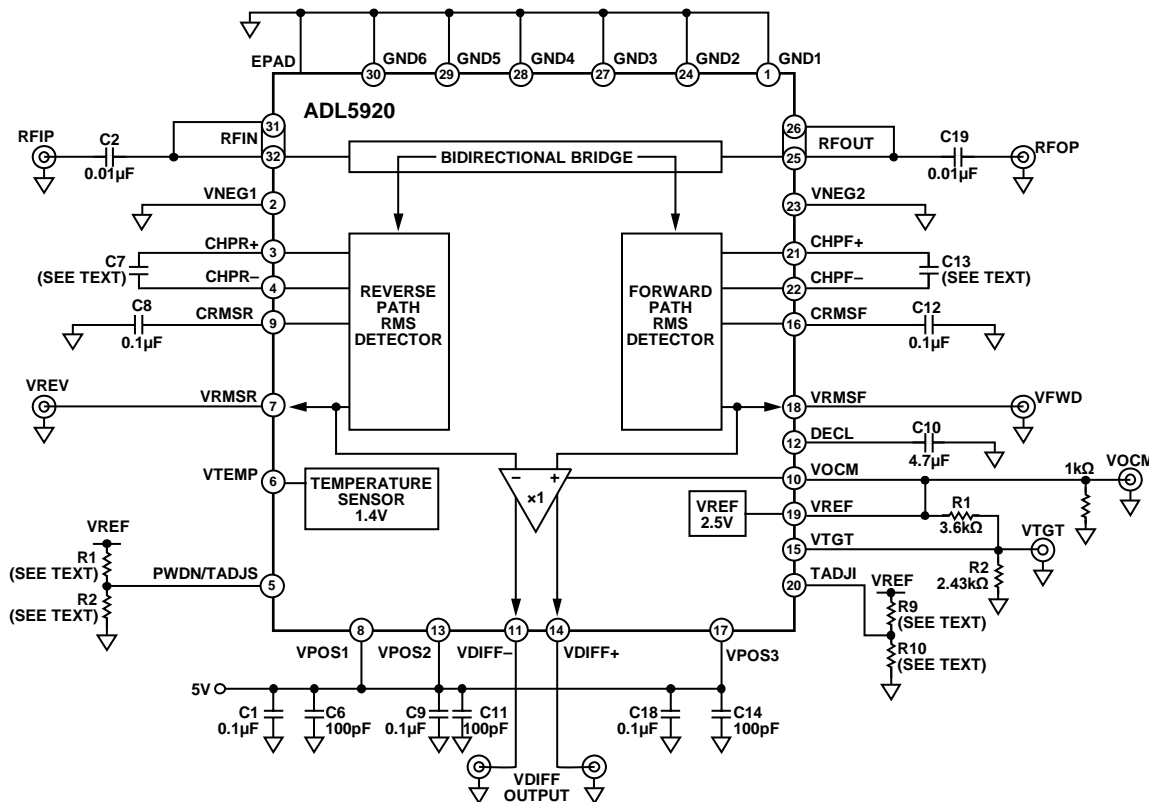 EPAD
GND6
GND5
GND4
GND3
GND2
GND1
30
29
28
27
24
1
ADL5920
RFIP
C2
0.01µF
RFIN
31
32
BIDIRECTIONAL BRIDGE
26
25
RFOUT
C19
0.01µF
RFOP
VNEG1
2
23
VNEG2
C7
(SEE TEXT)
CHPR+
3
CHPR–
4
C8
0.1µF
CRMSR
9
REVERSE
PATH
RMS
DETECTOR
FORWARD
PATH
RMS
DETECTOR
21
CHPF+
22
CHPF–
C13
(SEE TEXT)
16
CRMSF
C12
0.1µF
VREV
VRMSR
7
18
VRMSF
VFWD
12
DECL
C10
4.7µF
VTEMP
6
TEMPERATURE
SENSOR
1.4V
–
+
×1
10
VOCM
1kΩ
VOCM
VREF
2.5V
19
VREF
R1
3.6kΩ
15
VTGT
VTGT
R2
2.43kΩ
VREF
R1
(SEE TEXT)
R2
(SEE TEXT)
PWDN/TADJS
5
20
TADJI
VREF
R9
(SEE TEXT)
R10
(SEE TEXT)
8
13
11
14
17
VPOS1
VPOS2
VDIFF–
VDIFF+
VPOS3
5V
C1
0.1µF
C6
100pF
C9
0.1µF
C11
100pF
C18
0.1µF
C14
100pF
VDIFF
OUTPUT